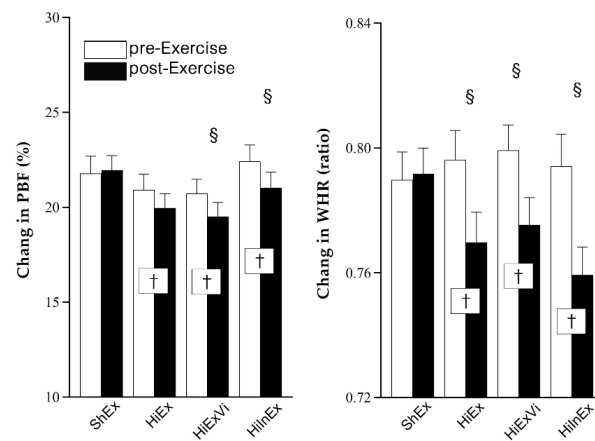 30
25
20
15
10
Chang in PBF (%)
pre-Exercise
post-Exercise
§
§
†
†
†
ShEx
HiEx
HiExVi
HiInEx
0.84
0.80
0.76
0.72
Change in WHR (ratio)
§
§
§
†
†
†
ShEx
HiEx
HiExVi
HiInEx